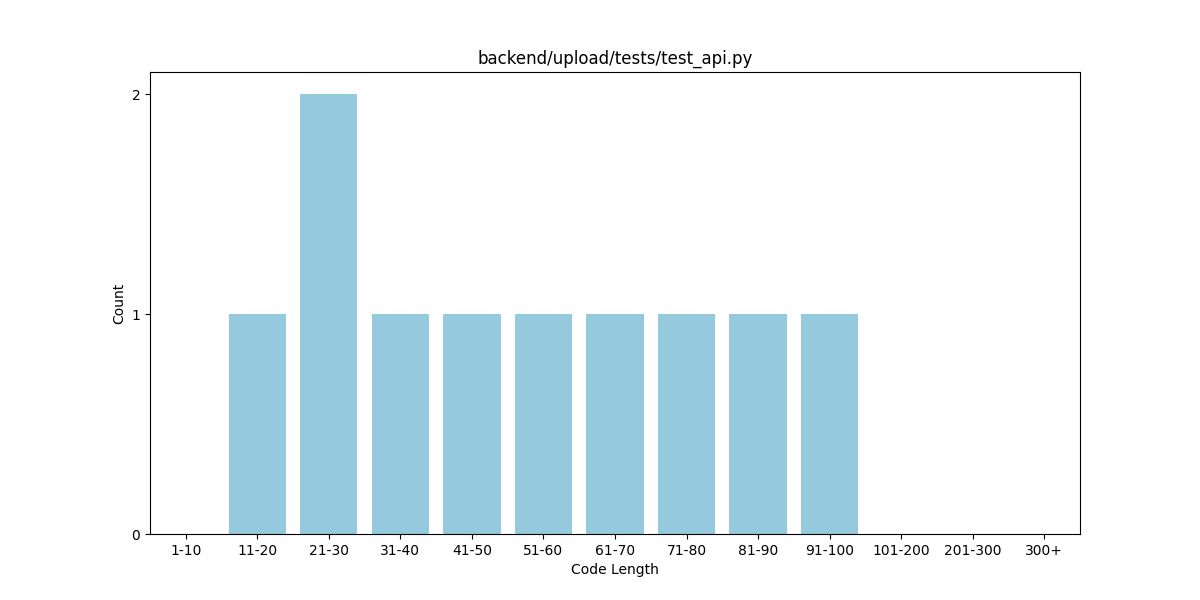 backend/upload/tests/test_api.py
2
1
0
Count
1-10 11-20 21-30 31-40 41-50 51-60 61-70 71-80 81-90 91-100 101-200 201-300 300+
Code Length